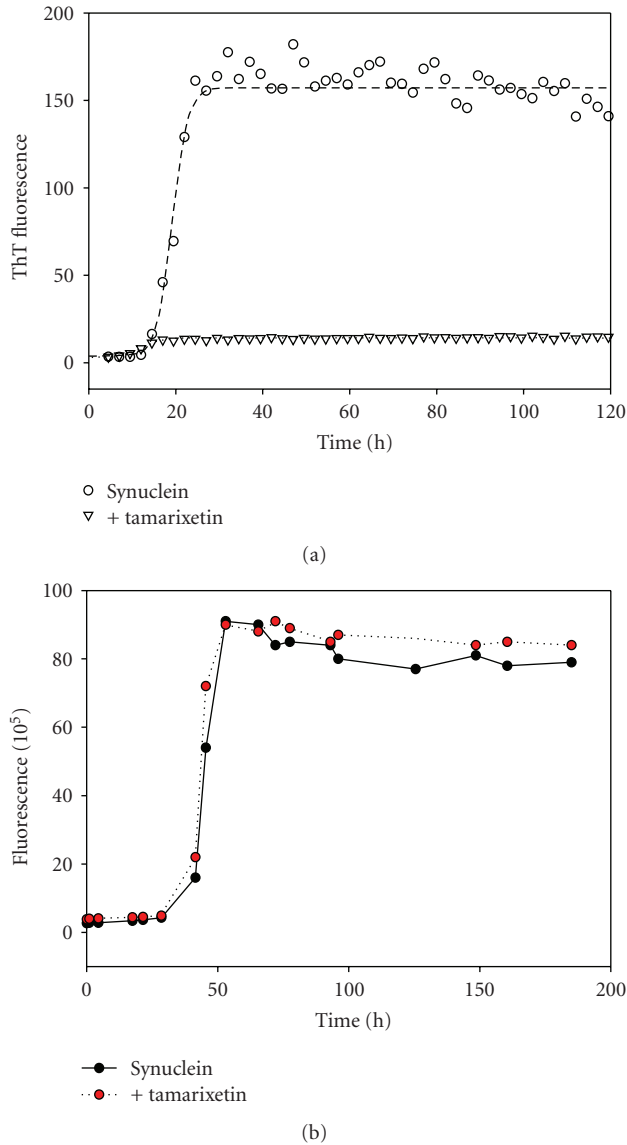 200
150
100
50
0
ThT fluorescence
0 20 40 60 80 100 120
Time (h)
Synuclein
+ tamarixetin
(a)
100
80
60
40
20
0
Fluorescence (10⁵)
0 50 100 150 200
Time (h)
Synuclein
+ tamarixetin
(b)